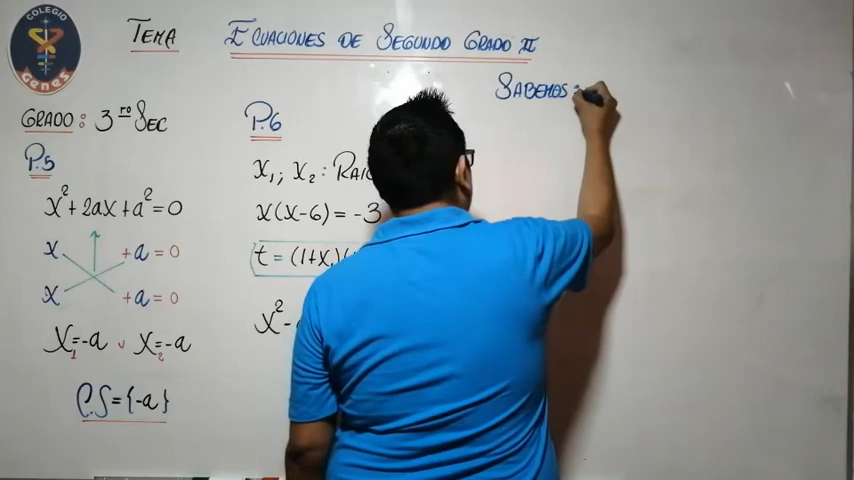 COLEGIO
Genes
TEMA
ECUACIONES DE SEGUNDO GRADO II
SABEMOS:
GRADO: 3ro SEC
P.5
x² + 2ax + a² = 0
x +a = 0
x +a = 0
X₁=-a v X₂=-a
C.S = {-a}
P.6
x₁; x₂ :
x(x-6) = -3
t = (1+x₁)
x² -